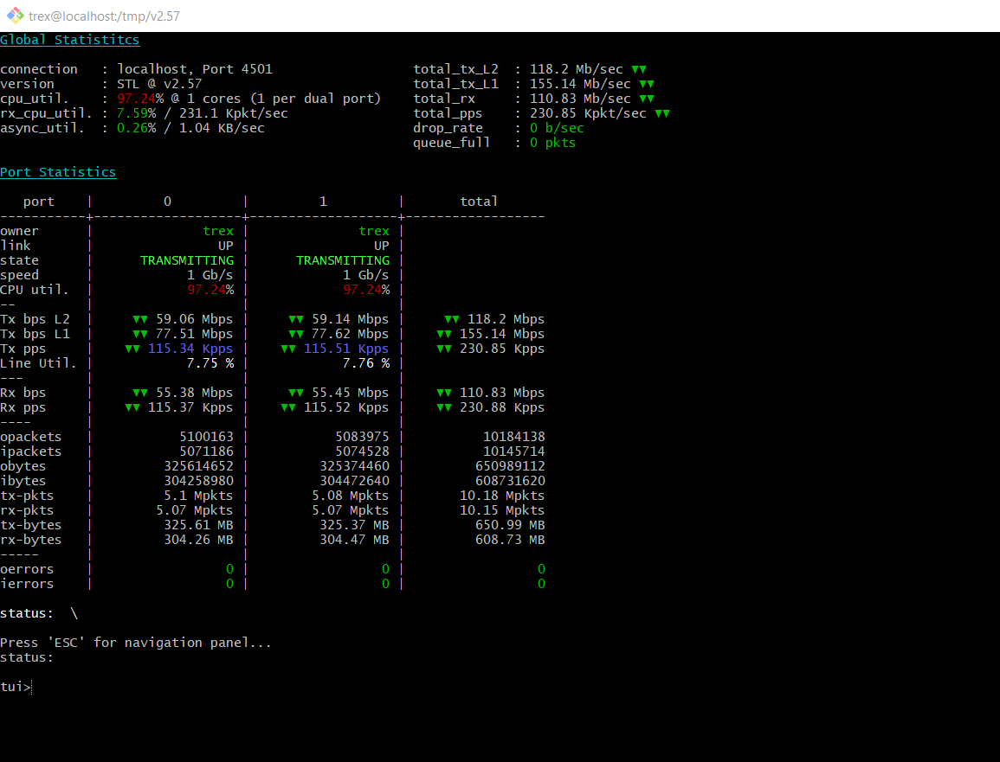 trex@localhost:/tmp/v2.57
Global Statistitcs
connection   : localhost, Port 4501                  total_tx_L2  : 118.2 Mb/sec ▼▼
version      : STL @ v2.57                           total_tx_L1  : 155.14 Mb/sec ▼▼
cpu_util.    : 97.24% @ 1 cores (1 per dual port)    total_rx     : 110.83 Mb/sec ▼▼
rx_cpu_util. : 7.59% / 231.1 Kpkt/sec                total_pps    : 230.85 Kpkt/sec ▼▼
async_util.  : 0.26% / 1.04 KB/sec                   drop_rate    : 0 b/sec
                                                     queue_full   : 0 pkts
Port Statistics
   port    |         0         |         1         |       total
-----------+-------------------+-------------------+------------------
owner      |              trex |              trex |
link       |                UP |                UP |
state      |      TRANSMITTING |      TRANSMITTING |
speed      |            1 Gb/s |            1 Gb/s |
CPU util.  |            97.24% |            97.24% |
--         |                   |                   |
Tx bps L2  |     ▼▼ 59.06 Mbps |     ▼▼ 59.14 Mbps |     ▼▼ 118.2 Mbps
Tx bps L1  |     ▼▼ 77.51 Mbps |     ▼▼ 77.62 Mbps |    ▼▼ 155.14 Mbps
Tx pps     |    ▼▼ 115.34 Kpps |    ▼▼ 115.51 Kpps |    ▼▼ 230.85 Kpps
Line Util. |            7.75 % |            7.76 % |
---        |                   |                   |
Rx bps     |     ▼▼ 55.38 Mbps |     ▼▼ 55.45 Mbps |    ▼▼ 110.83 Mbps
Rx pps     |    ▼▼ 115.37 Kpps |    ▼▼ 115.52 Kpps |    ▼▼ 230.88 Kpps
----       |                   |                   |
opackets   |           5100163 |           5083975 |          10184138
ipackets   |           5071186 |           5074528 |          10145714
obytes     |         325614652 |         325374460 |         650989112
ibytes     |         304258980 |         304472640 |         608731620
tx-pkts    |         5.1 Mpkts |        5.08 Mpkts |       10.18 Mpkts
rx-pkts    |        5.07 Mpkts |        5.07 Mpkts |       10.15 Mpkts
tx-bytes   |         325.61 MB |         325.37 MB |         650.99 MB
rx-bytes   |         304.26 MB |         304.47 MB |         608.73 MB
-----      |                   |                   |
oerrors    |                 0 |                 0 |                 0
ierrors    |                 0 |                 0 |                 0
status:  \
Press 'ESC' for navigation panel...
status:
tui>